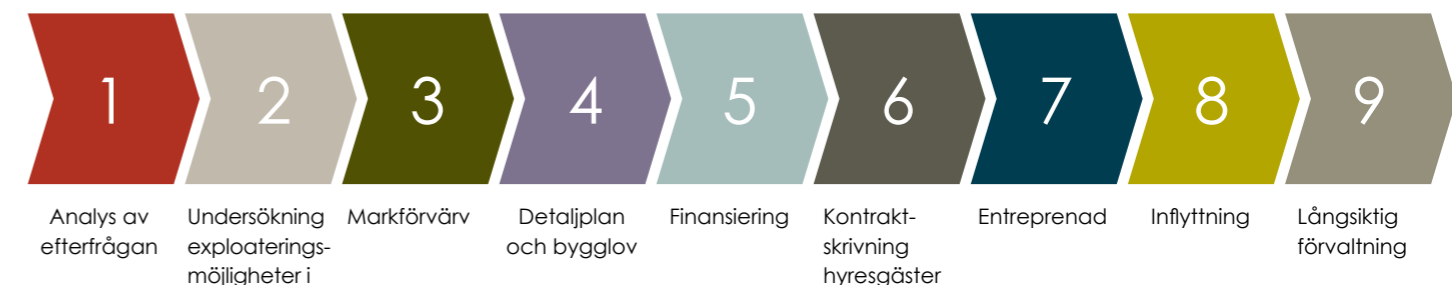 1
2
3
4
5
6
7
8
9
Analys av
efterfrågan
Undersökning
exploaterings-
möjligheter i
Markförvärv
Detaljplan
och bygglov
Finansiering
Kontrakt-
skrivning
hyresgäster
Entreprenad
Inflyttning
Långsiktig
förvaltning